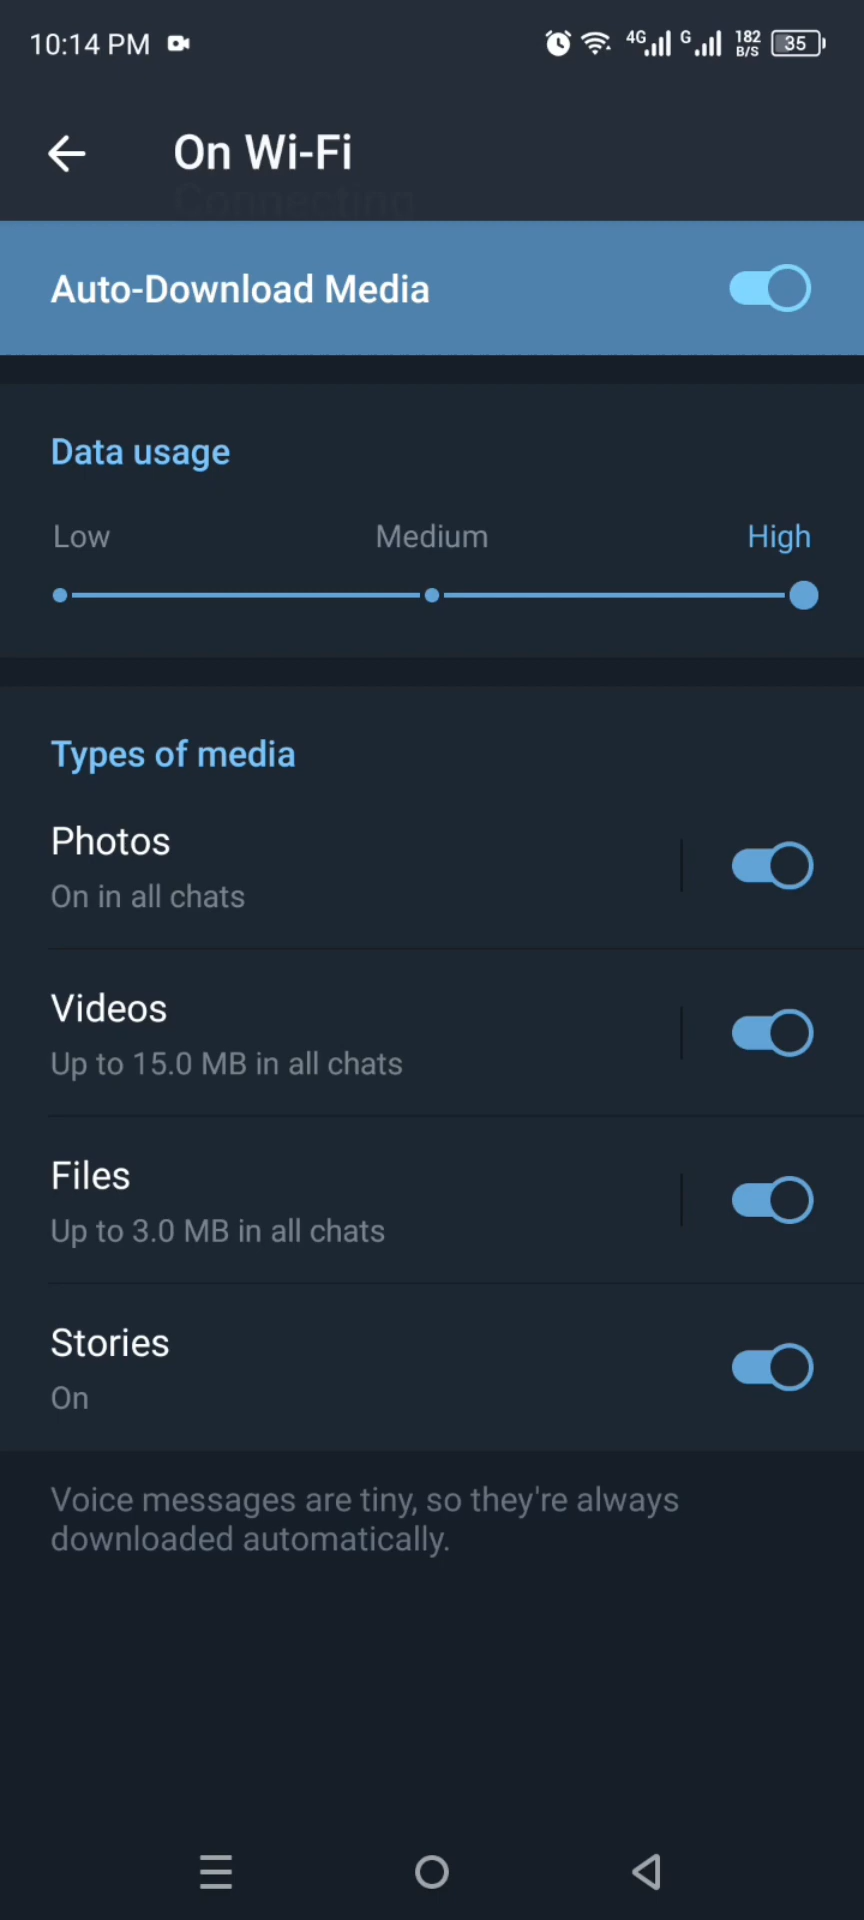 10:14 PM 4G G 182 B/S 35
On Wi-Fi
Connecting
Auto-Download Media
Data usage
Low Medium High
Types of media
Photos
On in all chats
Videos
Up to 15.0 MB in all chats
Files
Up to 3.0 MB in all chats
Stories
On
Voice messages are tiny, so they're always
downloaded automatically.